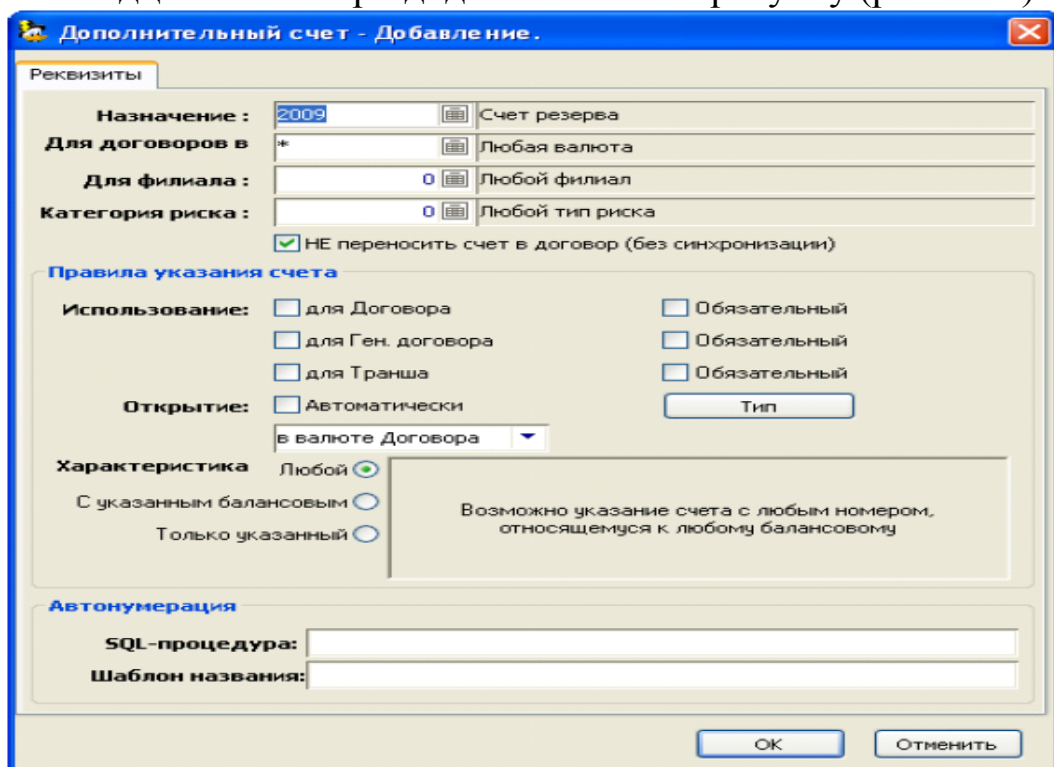 Дополнительный счет - Добавление.
Реквизиты
Назначение : 2009 Счет резерва
Для договоров в * Любая валюта
Для филиала : 0 Любой филиал
Категория риска : 0 Любой тип риска
НЕ переносить счет в договор (без синхронизации)
Правила указания счета
Использование: для Договора Обязательный
для Ген. договора Обязательный
для Транша Обязательный
Открытие: Автоматически Тип
в валюте Договора
Характеристика Любой
С указанным балансовым
Только указанный
Возможно указание счета с любым номером,
относящемуся к любому балансовому
Автонумерация
SQL-процедура:
Шаблон названия:
OK Отменить